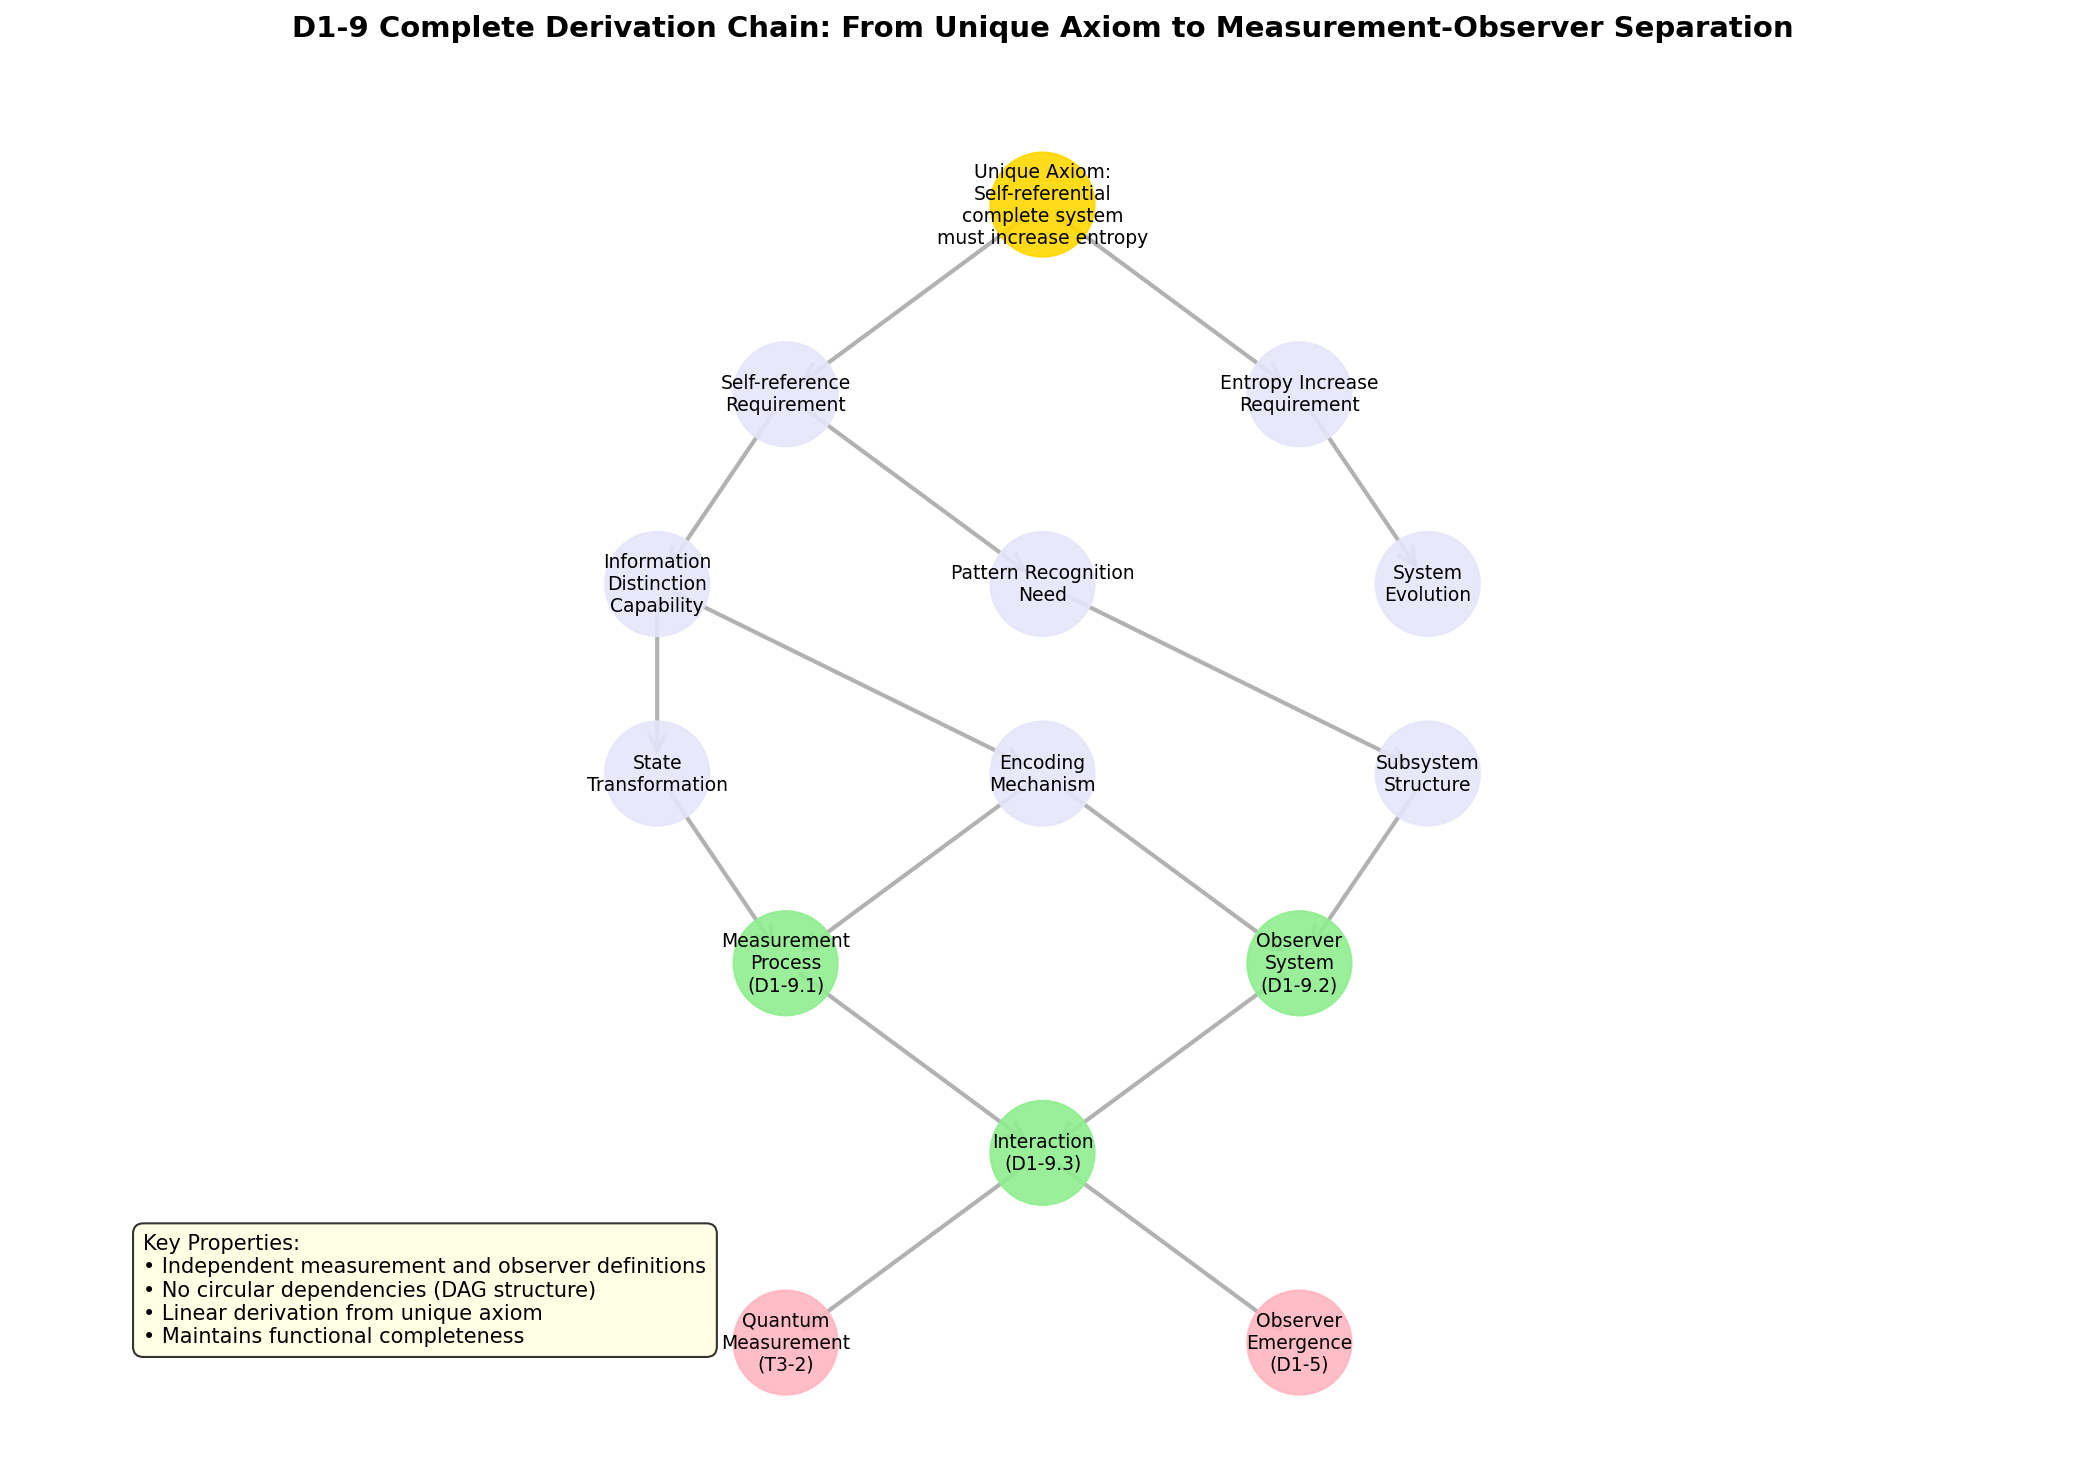 D1-9 Complete Derivation Chain: From Unique Axiom to Measurement-Observer Separation
Unique Axiom:
Self-referential
complete system
must increase entropy
Self-reference
Requirement
Entropy Increase
Requirement
Information
Distinction
Capability
Pattern Recognition
Need
System
Evolution
State
Transformation
Encoding
Mechanism
Subsystem
Structure
Measurement
Process
(D1-9.1)
Observer
System
(D1-9.2)
Interaction
(D1-9.3)
Key Properties:
• Independent measurement and observer definitions
• No circular dependencies (DAG structure)
• Linear derivation from unique axiom
• Maintains functional completeness
Quantum
Measurement
(T3-2)
Observer
Emergence
(D1-5)